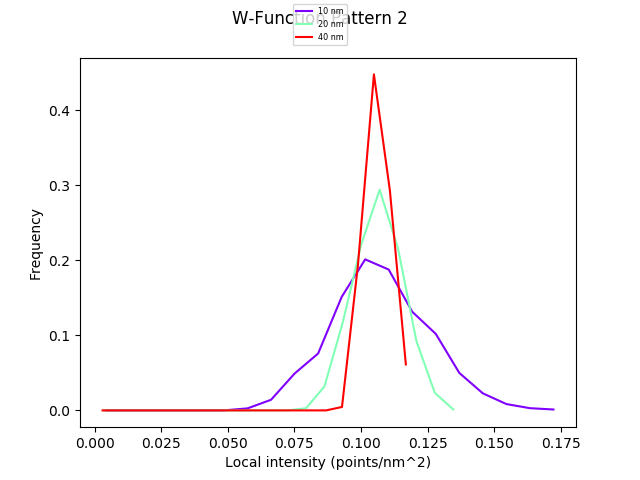 W-Function Pattern 2
10 nm
20 nm
40 nm
Frequency
0.4
0.3
0.2
0.1
0.0
0.000 0.025 0.050 0.075 0.100 0.125 0.150 0.175
Local intensity (points/nm^2)